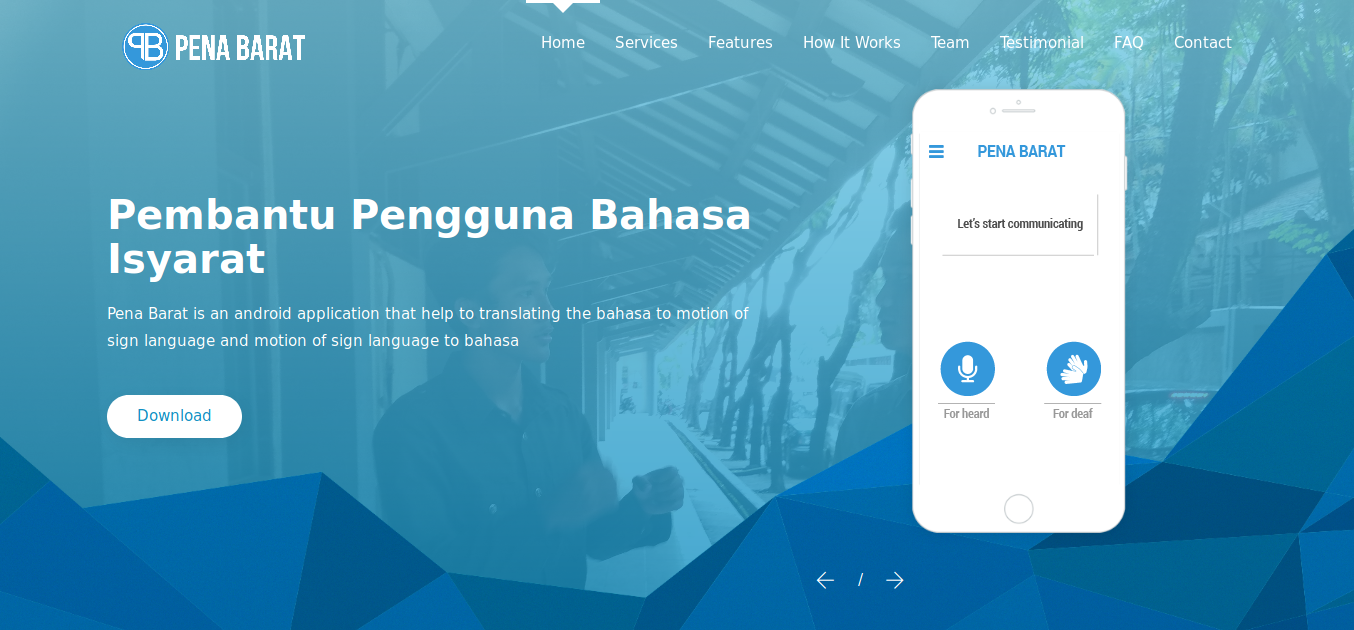 PB PENA BARAT
Home Services Features How It Works Team Testimonial FAQ Contact
PENA BARAT
Let's start communicating
Pembantu Pengguna Bahasa
Isyarat
Pena Barat is an android application that help to translating the bahasa to motion of
sign language and motion of sign language to bahasa
Download
For heard
For deaf
/